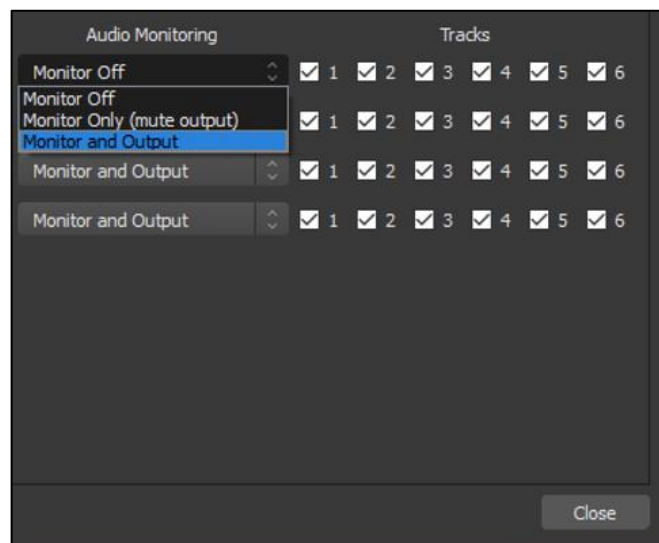 Audio Monitoring Tracks
Monitor Off 1 2 3 4 5 6
Monitor Off
Monitor Only (mute output) 1 2 3 4 5 6
Monitor and Output
Monitor and Output 1 2 3 4 5 6
Monitor and Output 1 2 3 4 5 6
Close